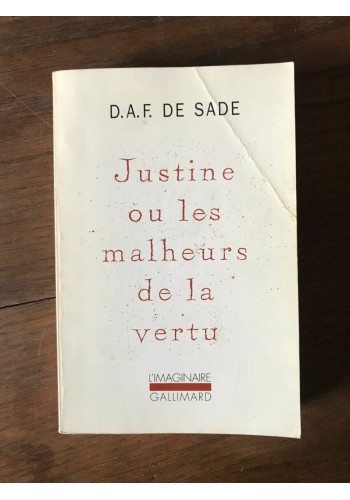 D.A.F. DE SADE
Justine
ou les
malheurs
de la
vertu
L'IMAGINAIRE
GALLIMARD